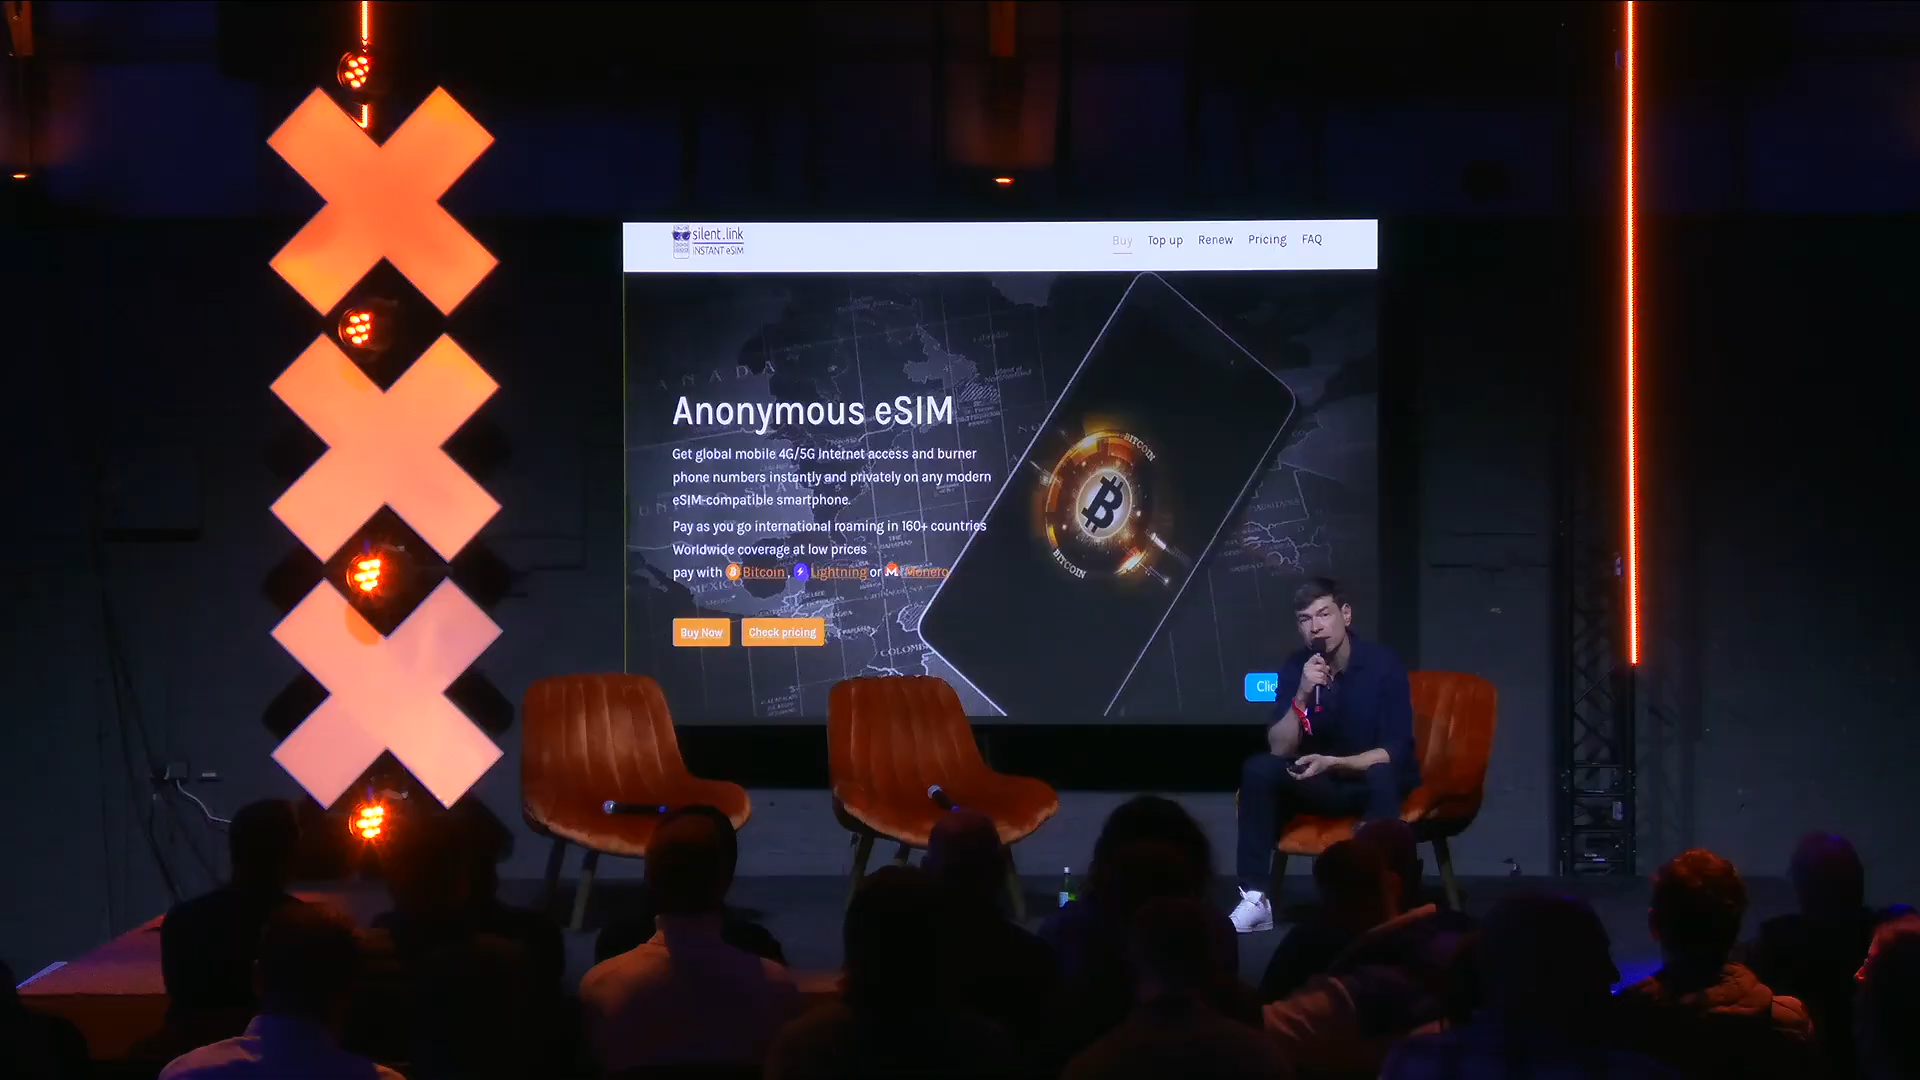 silent.link
INSTANT eSIM
Buy Top up Renew Pricing FAQ
Anonymous eSIM
Get global mobile 4G/5G Internet access and burner
phone numbers instantly and privately on any modern
eSIM-compatible smartphone.
Pay as you go international roaming in 160+ countries
Worldwide coverage at low prices
pay with Bitcoin, Lightning or Monero
Buy Now Check pricing
BITCOIN
BITCOIN
ANADA
MEXICO
COLOMB
Clic